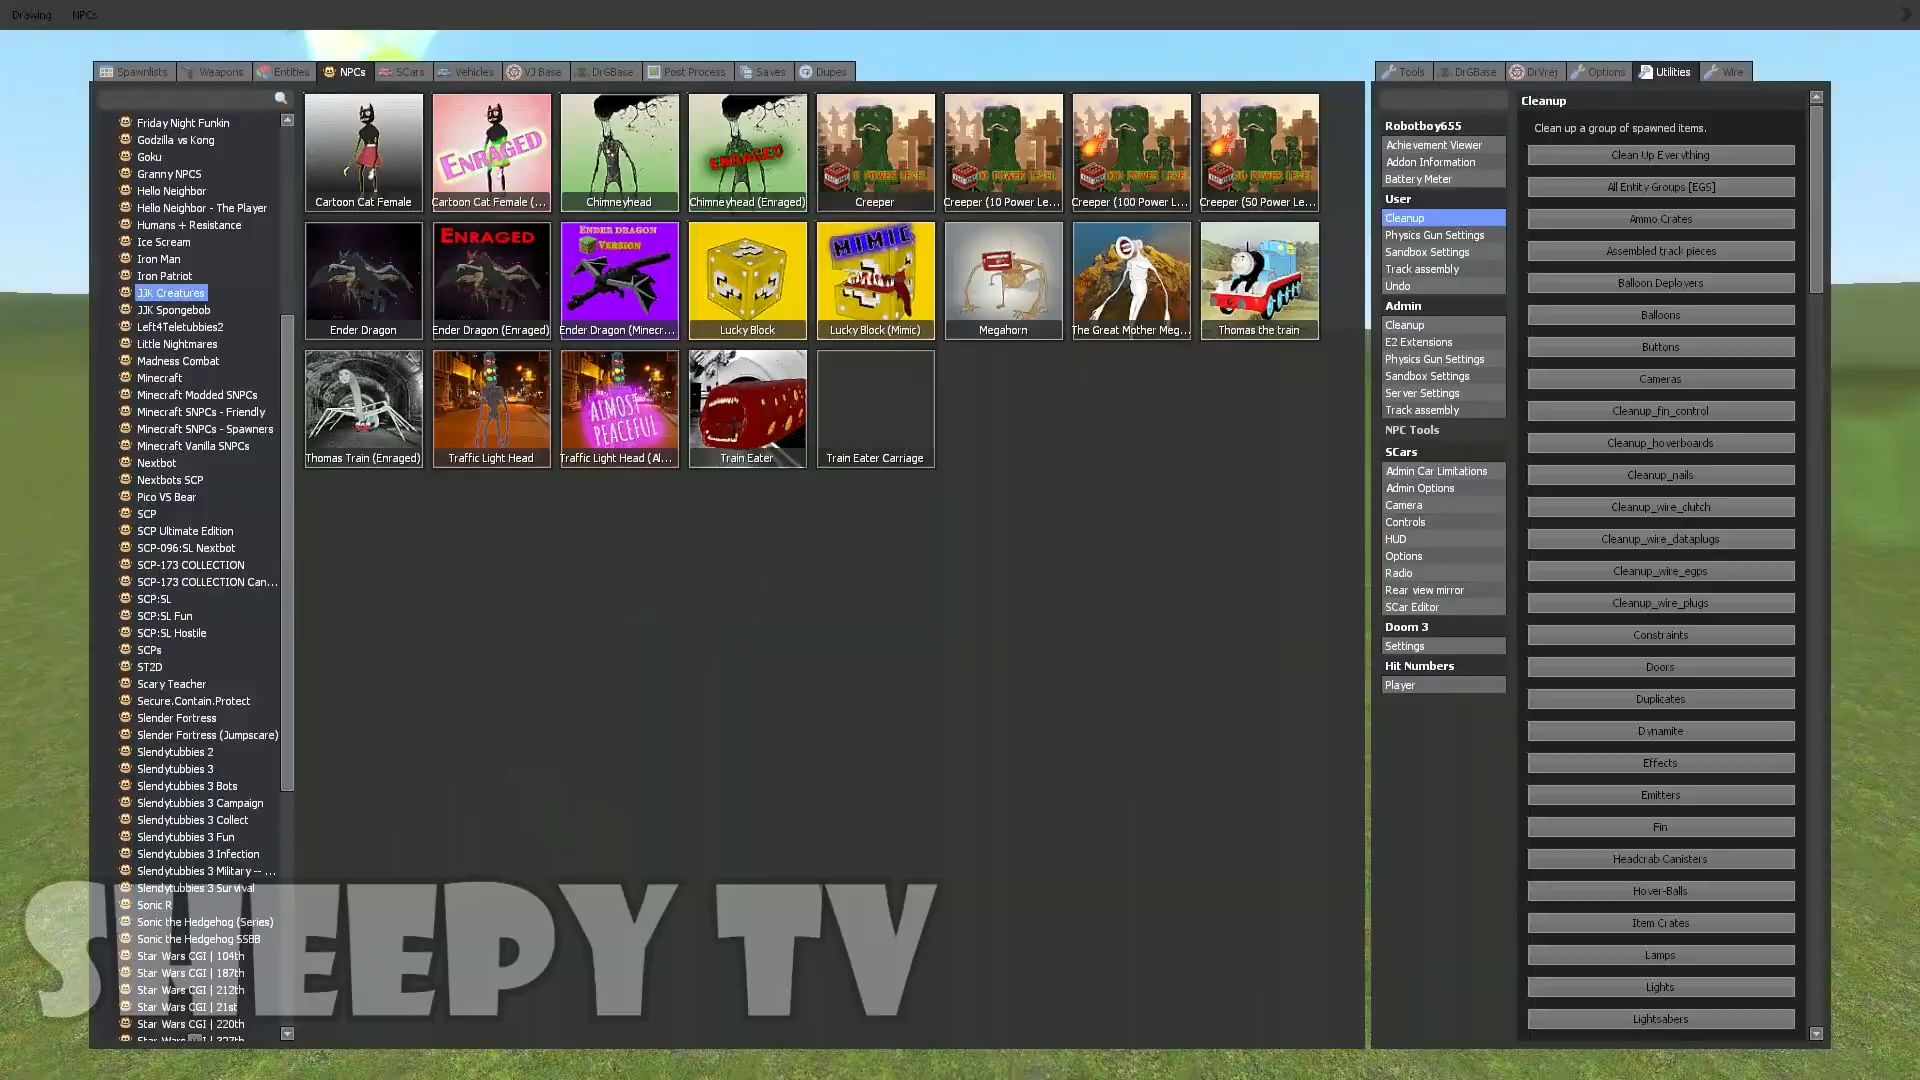 Drawing NPCs
Spawnlists Weapons Entities NPCs SCars Vehicles VJ Base DrGBase Post Process Saves Dupes
Friday Night Funkin
Godzilla vs Kong
Goku
Granny NPCS
Hello Neighbor
Hello Neighbor - The Player
Humans + Resistance
Ice Scream
Iron Man
Iron Patriot
JJK Creatures
JJK Spongebob
Left4Teletubbies2
Little Nightmares
Madness Combat
Minecraft
Minecraft Modded SNPCs
Minecraft SNPCs - Friendly
Minecraft SNPCs - Spawners
Minecraft Vanilla SNPCs
Nextbot
Nextbots SCP
Pico VS Bear
SCP
SCP Ultimate Edition
SCP-096:SL Nextbot
SCP-173 COLLECTION
SCP-173 COLLECTION Can...
SCP:SL
SCP:SL Fun
SCP:SL Hostile
SCPs
ST2D
Scary Teacher
Secure.Contain.Protect
Slender Fortress
Slender Fortress (Jumpscare)
Slendytubbies 2
Slendytubbies 3
Slendytubbies 3 Bots
Slendytubbies 3 Campaign
Slendytubbies 3 Collect
Slendytubbies 3 Fun
Slendytubbies 3 Infection
Slendytubbies 3 Military -- ...
Slendytubbies 3 Survival
Sonic R
Sonic the Hedgehog (Series)
Sonic the Hedgehog SSBB
Star Wars CGI | 104th
Star Wars CGI | 187th
Star Wars CGI | 212th
Star Wars CGI | 21st
Star Wars CGI | 220th
ENRAGED
ENRAGED
Cartoon Cat Female
Cartoon Cat Female (...
Chimneyhead
Chimneyhead (Enraged)
Creeper
Creeper (10 Power Le...
Creeper (100 Power L...
Creeper (50 Power Le...
ENRAGED
ENDER DRAGON
VERSION
MIMIC
Ender Dragon
Ender Dragon (Enraged)
Ender Dragon (Minecr...
Lucky Block
Lucky Block (Mimic)
Megahorn
The Great Mother Meg...
Thomas the train
ALMOST
PEACEFUL
Thomas Train (Enraged)
Traffic Light Head
Traffic Light Head (Al...
Train Eater
Train Eater Carriage
SHEEPY TV
Tools DrGBase DrVrej Options Utilities Wire
Robotboy655
Achievement Viewer
Addon Information
Battery Meter
User
Cleanup
Physics Gun Settings
Sandbox Settings
Track assembly
Undo
Admin
Cleanup
E2 Extensions
Physics Gun Settings
Sandbox Settings
Server Settings
Track assembly
NPC Tools
SCars
Admin Car Limitations
Admin Options
Camera
Controls
HUD
Options
Radio
Rear view mirror
SCar Editor
Doom 3
Settings
Hit Numbers
Player
Cleanup
Clean up a group of spawned items.
Clean Up Everything
All Entity Groups [EGS]
Ammo Crates
Assembled track pieces
Balloon Deployers
Balloons
Buttons
Cameras
Cleanup_fin_control
Cleanup_hoverboards
Cleanup_nails
Cleanup_wire_clutch
Cleanup_wire_dataplugs
Cleanup_wire_egps
Cleanup_wire_plugs
Constraints
Doors
Duplicates
Dynamite
Effects
Emitters
Fin
Headcrab Canisters
Hover-Balls
Item Crates
Lamps
Lights
Lightsabers